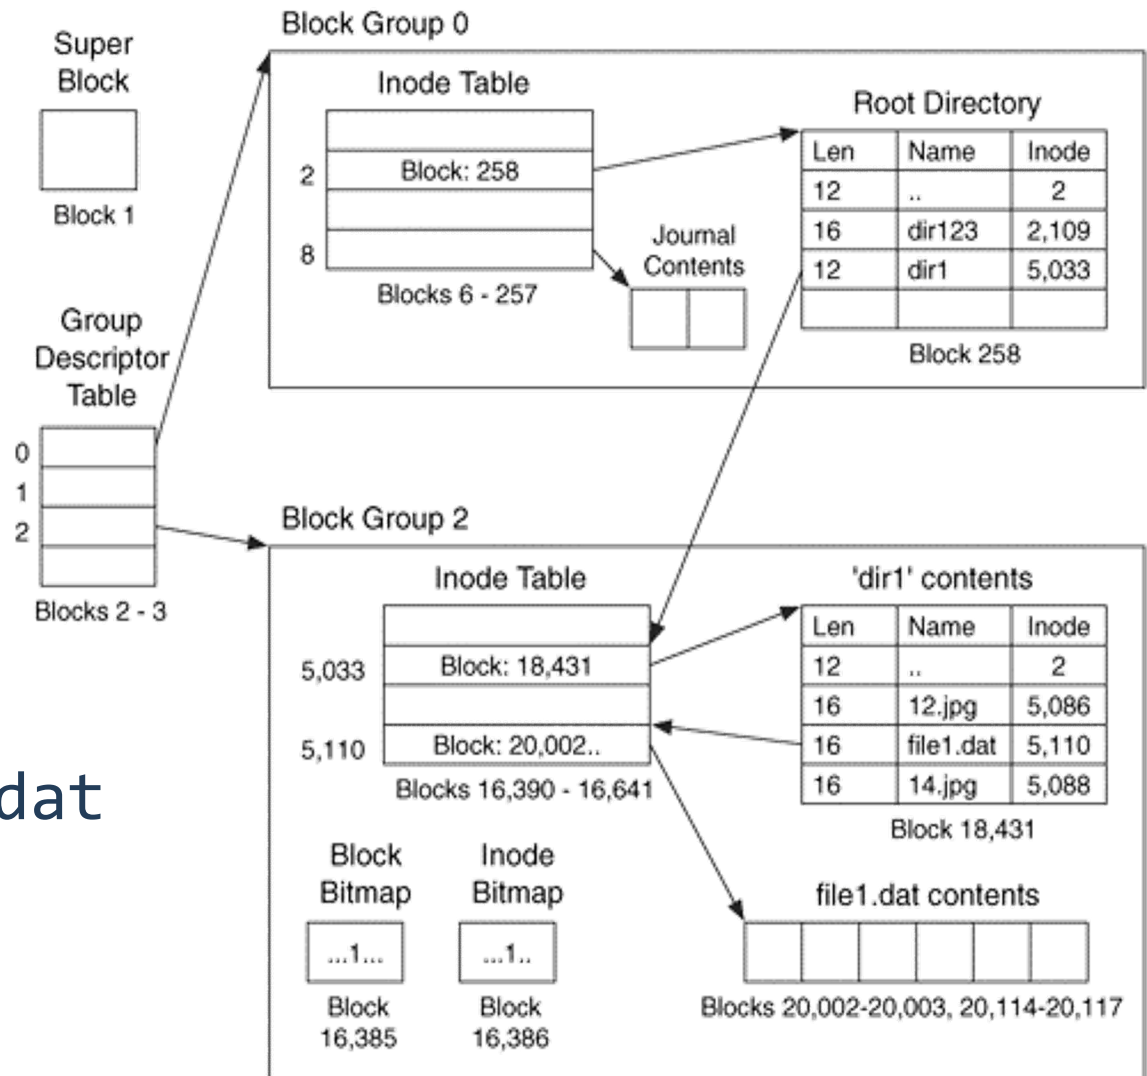 Super
Block
Block 1
Group
Descriptor
Table
0
1
2
Blocks 2 - 3
Block Group 0
Inode Table
2 Block: 258
8
Blocks 6 - 257
Journal
Contents
Root Directory
Len Name Inode
12 .. 2
16 dir123 2,109
12 dir1 5,033
Block 258
Block Group 2
Inode Table
5,033 Block: 18,431
5,110 Block: 20,002..
Blocks 16,390 - 16,641
'dir1' contents
Len Name Inode
12 .. 2
16 12.jpg 5,086
16 file1.dat 5,110
16 14.jpg 5,088
Block 18,431
dat
Block
Bitmap
...1...
Block
16,385
Inode
Bitmap
...1..
Block
16,386
file1.dat contents
Blocks 20,002-20,003, 20,114-20,117